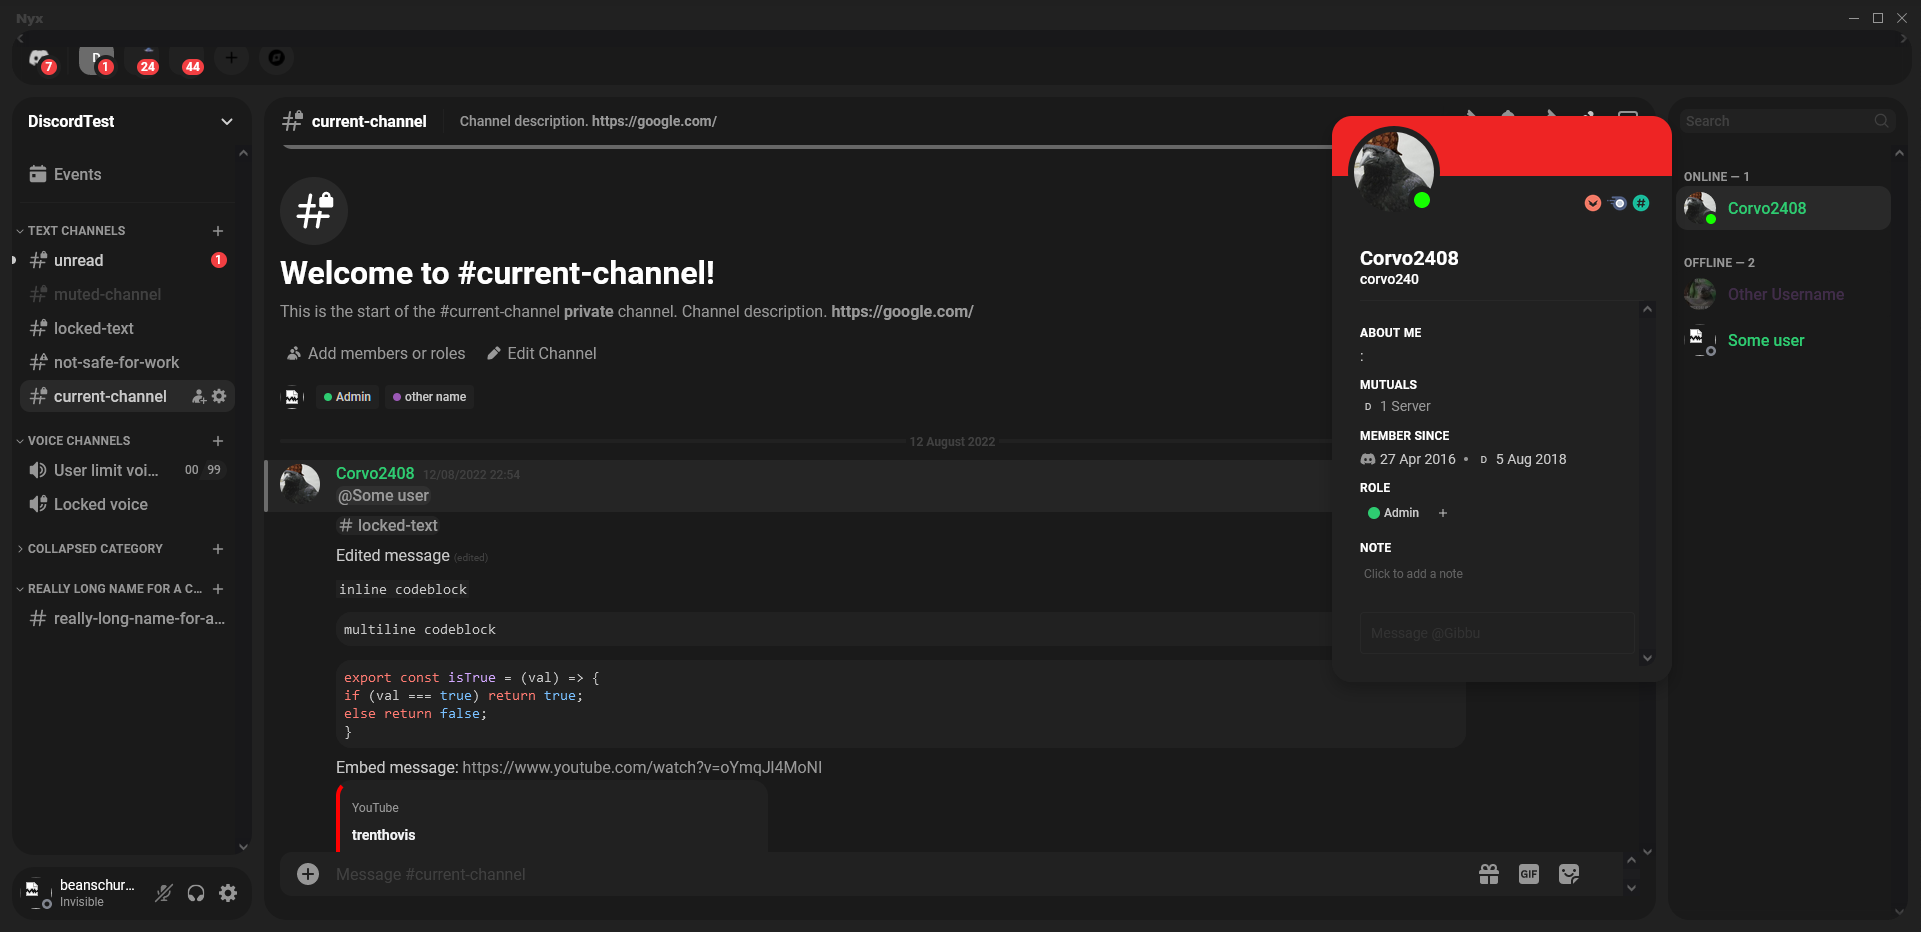 Nyx
7
D
1
24
44
DiscordTest
Events
TEXT CHANNELS
unread
1
muted-channel
locked-text
not-safe-for-work
current-channel
VOICE CHANNELS
User limit voi...
00 99
Locked voice
COLLAPSED CATEGORY
REALLY LONG NAME FOR A C...
really-long-name-for-a...
beanschur...
Invisible
current-channel
Channel description. https://google.com/
Welcome to #current-channel!
This is the start of the #current-channel private channel. Channel description. https://google.com/
Add members or roles
Edit Channel
Admin
other name
12 August 2022
Corvo2408 12/08/2022 22:54
@Some user
# locked-text
Edited message (edited)
inline codeblock
multiline codeblock
export const isTrue = (val) => {
if (val === true) return true;
else return false;
}
Embed message: https://www.youtube.com/watch?v=oYmqJl4MoNI
YouTube
trenthovis
Message #current-channel
GIF
Corvo2408
corvo240
ABOUT ME
:
MUTUALS
D 1 Server
MEMBER SINCE
27 Apr 2016 • D 5 Aug 2018
ROLE
Admin +
NOTE
Click to add a note
Message @Gibbu
Search
ONLINE — 1
Corvo2408
OFFLINE — 2
Other Username
Some user